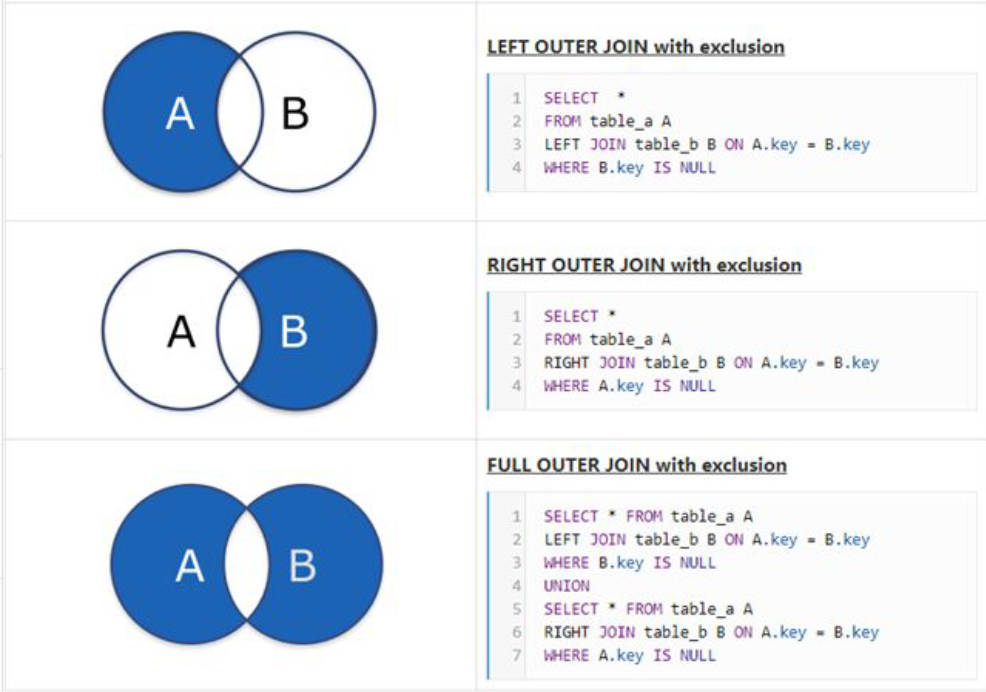 A B
LEFT OUTER JOIN with exclusion
1 SELECT *
2 FROM table_a A
3 LEFT JOIN table_b B ON A.key = B.key
4 WHERE B.key IS NULL
A B
RIGHT OUTER JOIN with exclusion
1 SELECT *
2 FROM table_a A
3 RIGHT JOIN table_b B ON A.key = B.key
4 WHERE A.key IS NULL
A B
FULL OUTER JOIN with exclusion
1 SELECT * FROM table_a A
2 LEFT JOIN table_b B ON A.key = B.key
3 WHERE B.key IS NULL
4 UNION
5 SELECT * FROM table_a A
6 RIGHT JOIN table_b B ON A.key = B.key
7 WHERE A.key IS NULL